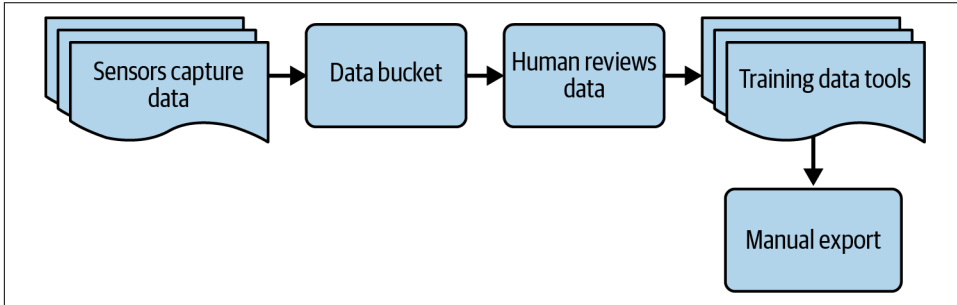 Sensors capture
data
Data bucket
Human reviews
data
Training data tools
Manual export